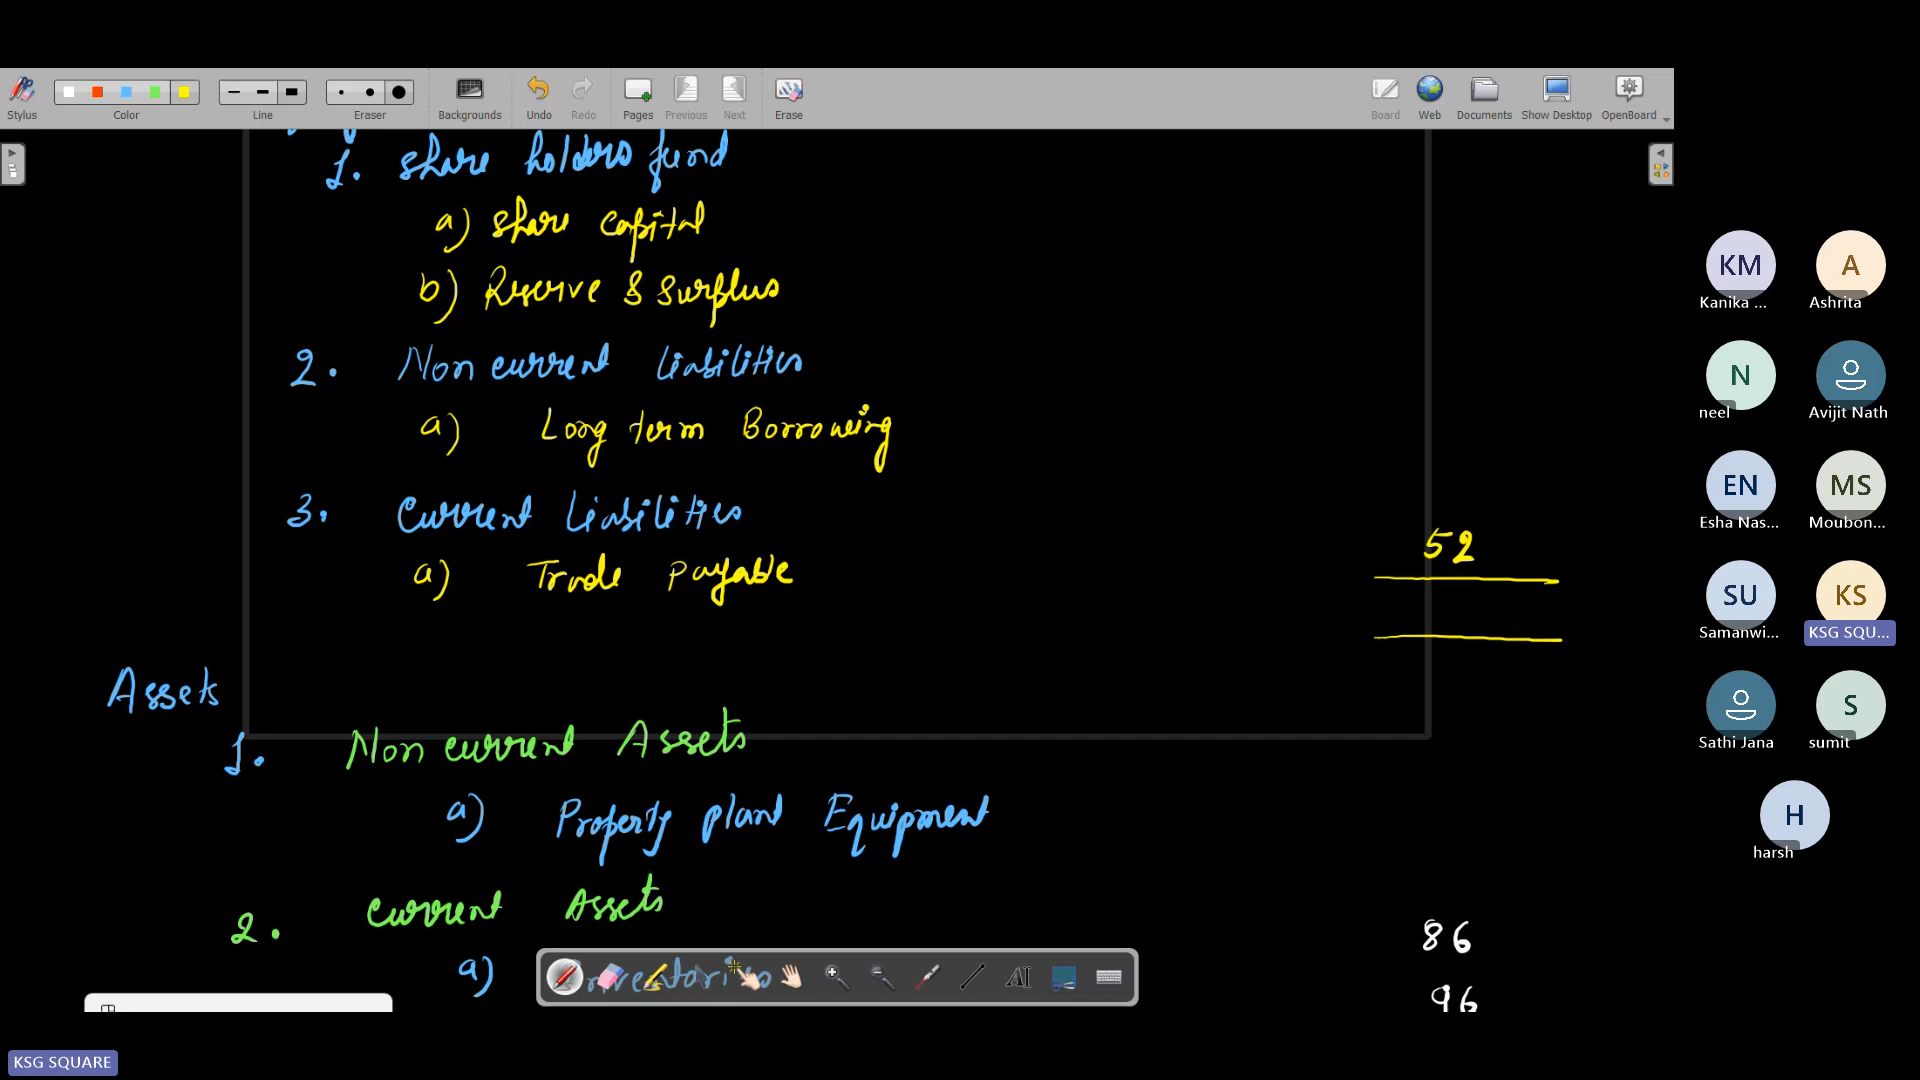 Stylus
Color
Line
Eraser
Backgrounds
Undo
Redo
Pages
Previous
Next
Erase
Board
Web
Documents
Show Desktop
OpenBoard
1. Share holders fund
a) Share Capital
b) Reserve & Surplus
2. Non current Liabilities
a) Long term Borrowing
3. Current Liabilities
52
a) Trade Payable
Assets
1. Non current Assets
a) Property plant Equipment
2. Current Assets
86
a) Inventories
96
KM
Kanika ...
A
Ashrita
N
neel
Avijit Nath
EN
Esha Nas...
MS
Moubon...
SU
Samanwi...
KS
KSG SQU...
Sathi Jana
S
sumit
H
harsh
KSG SQUARE